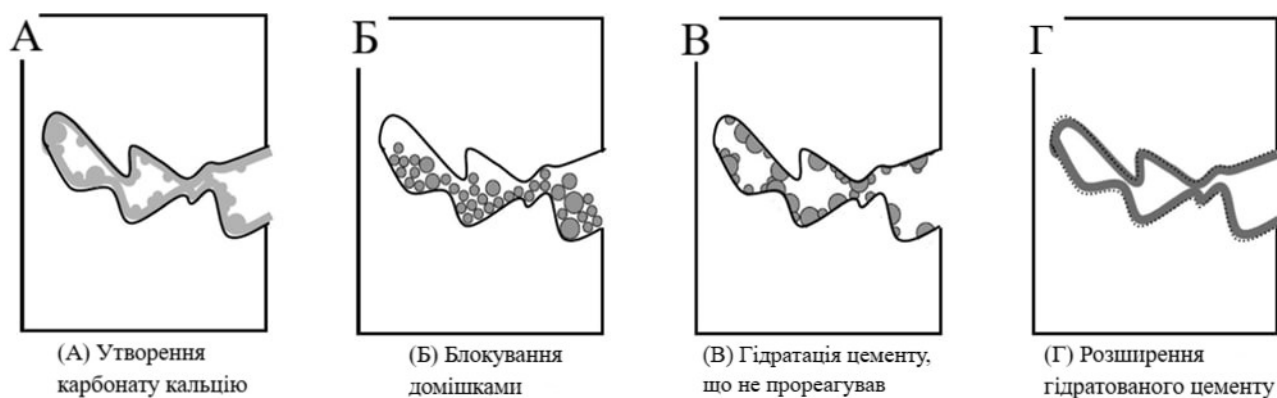 А
Б
В
Г
(А) Утворення
карбонату кальцію
(Б) Блокування
домішками
(В) Гідратація цементу,
що не прореагував
(Г) Розширення
гідратованого цементу